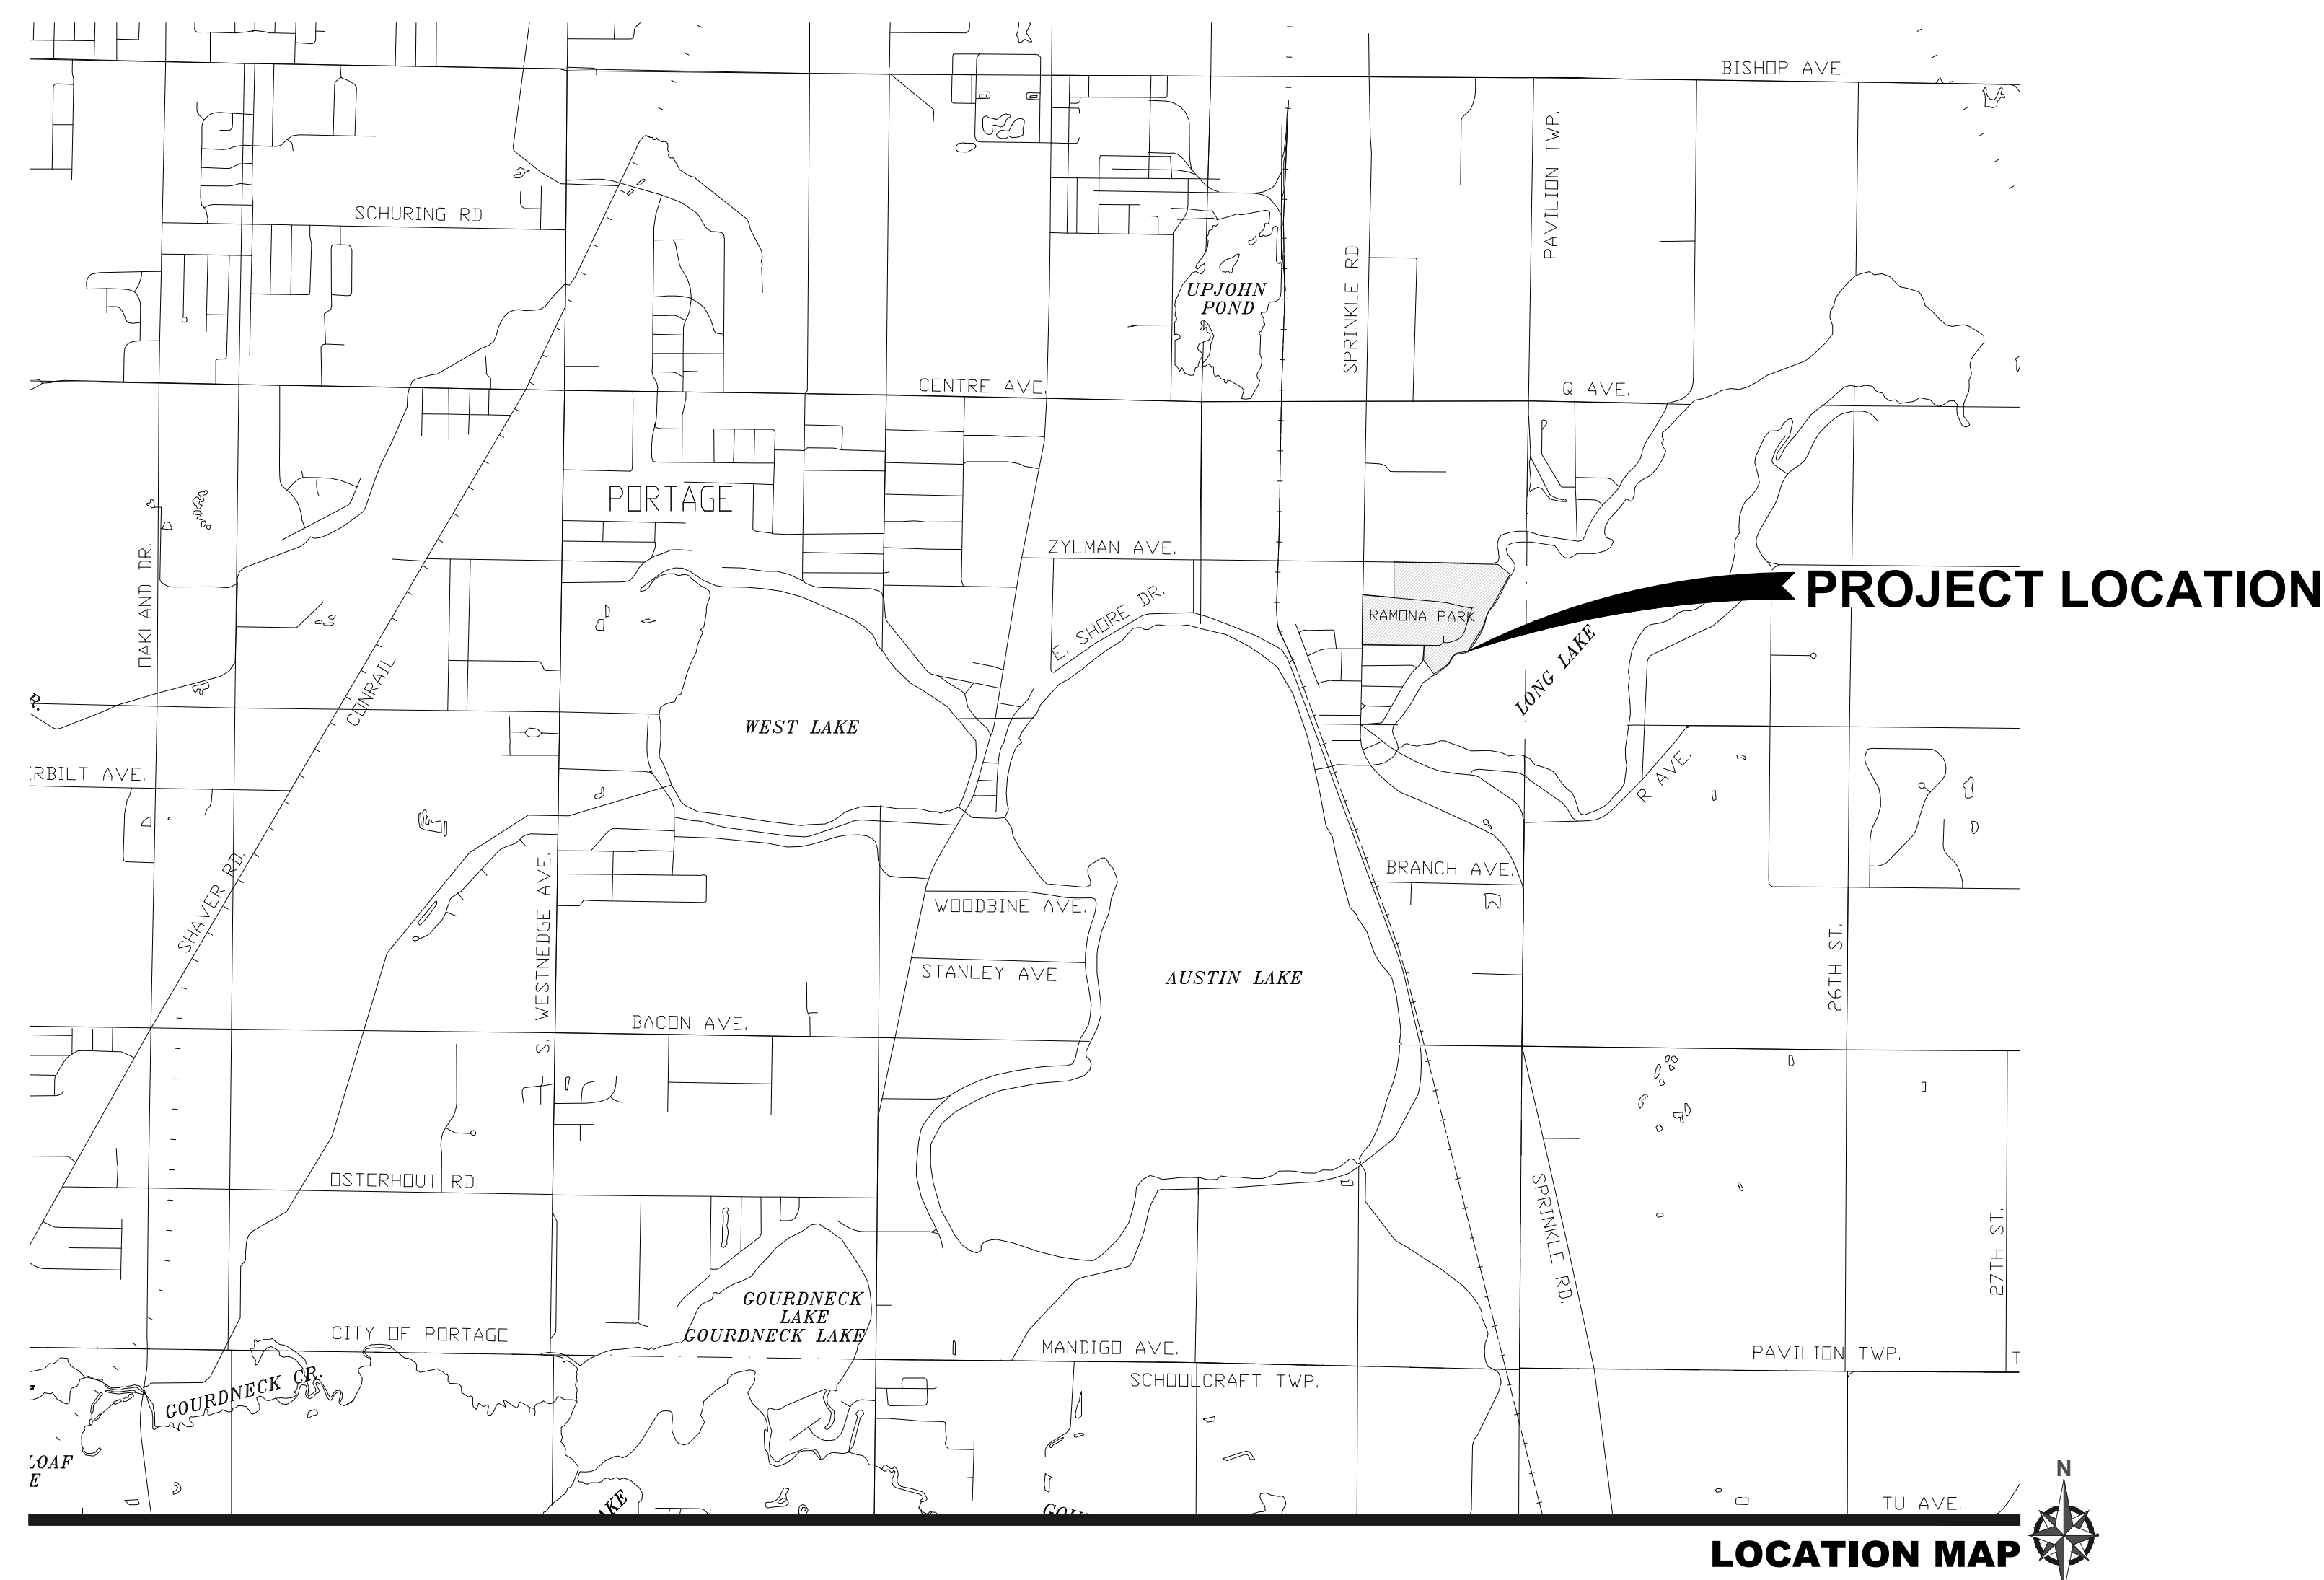 BISHOP AVE.
PAVILION TWP.
SCHURING RD.
SPRINKLE RD
UPJOHN
POND
CENTRE AVE.
Q AVE.
PORTAGE
OAKLAND DR.
ZYLMAN AVE.
PROJECT LOCATION
E. SHORE DR.
RAMONA PARK
LONG LAKE
CONRAIL
R.
WEST LAKE
RBILT AVE.
R AVE.
SHAVER RD.
S. WESTNEDGE AVE.
BRANCH AVE.
WOODBINE AVE.
STANLEY AVE.
AUSTIN LAKE
26TH ST.
BACON AVE.
OSTERHOUT RD.
SPRINKLE RD.
27TH ST.
GOURDNECK
LAKE
GOURDNECK LAKE
CITY OF PORTAGE
MANDIGO AVE.
PAVILION TWP.
T
SCHOOLCRAFT TWP.
GOURDNECK CR.
LOAF
E
AKE
GOU
TU AVE.
N
LOCATION MAP